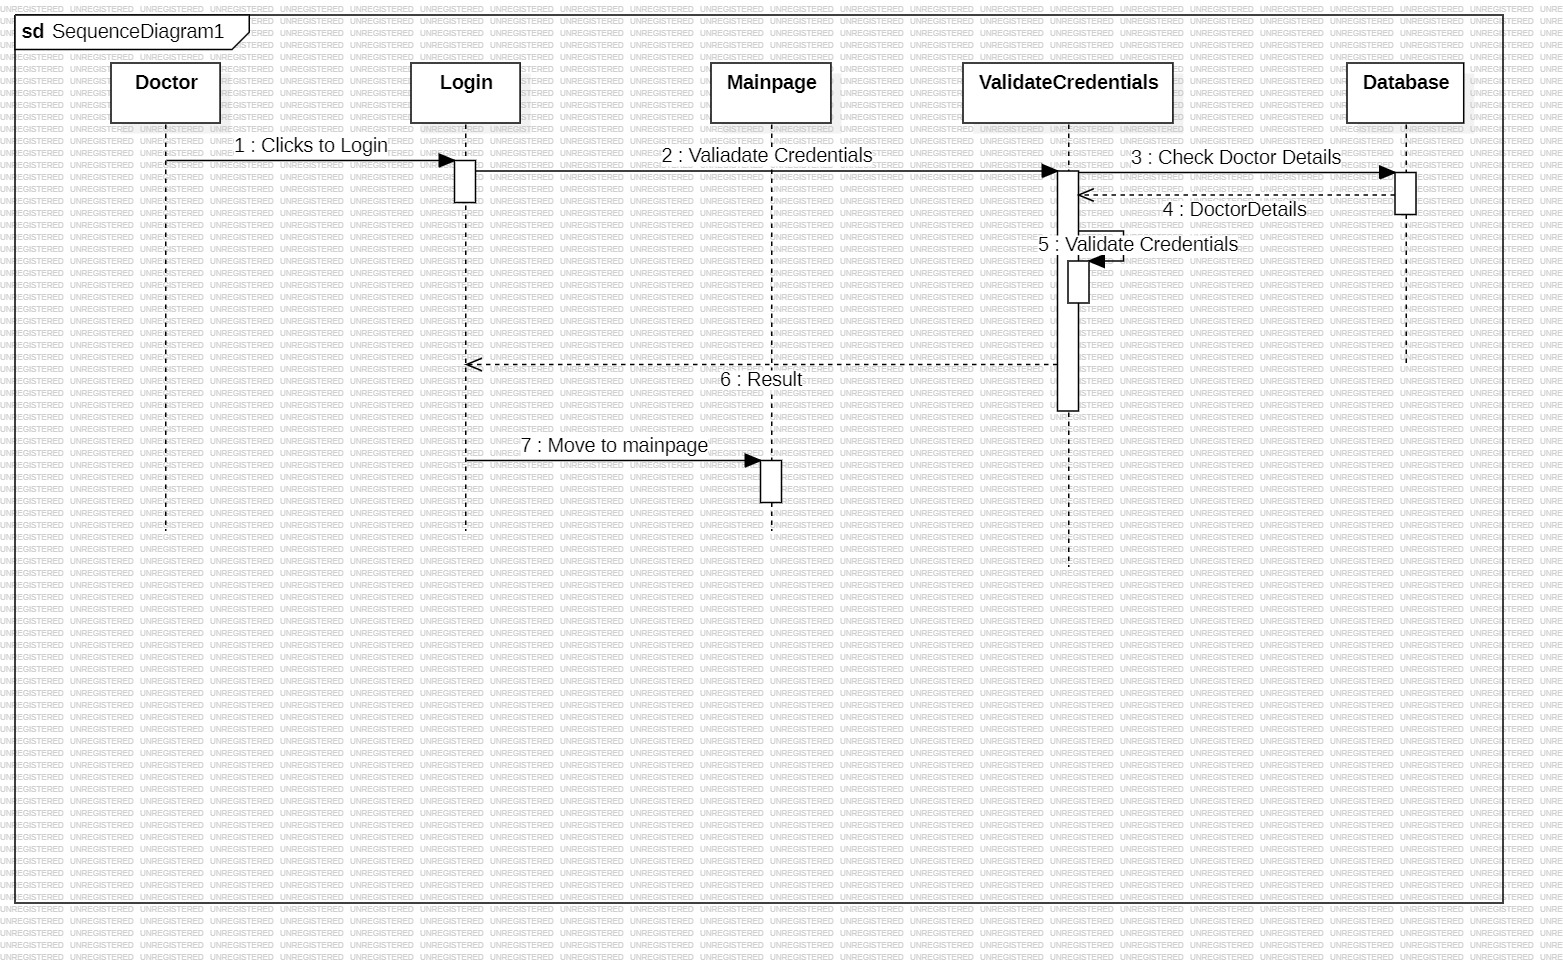 sd SequenceDiagram1
Doctor
Login
Mainpage
ValidateCredentials
Database
1 : Clicks to Login
2 : Valiadate Credentials
3 : Check Doctor Details
4 : DoctorDetails
5 : Validate Credentials
6 : Result
7 : Move to mainpage
UNREGISTERED